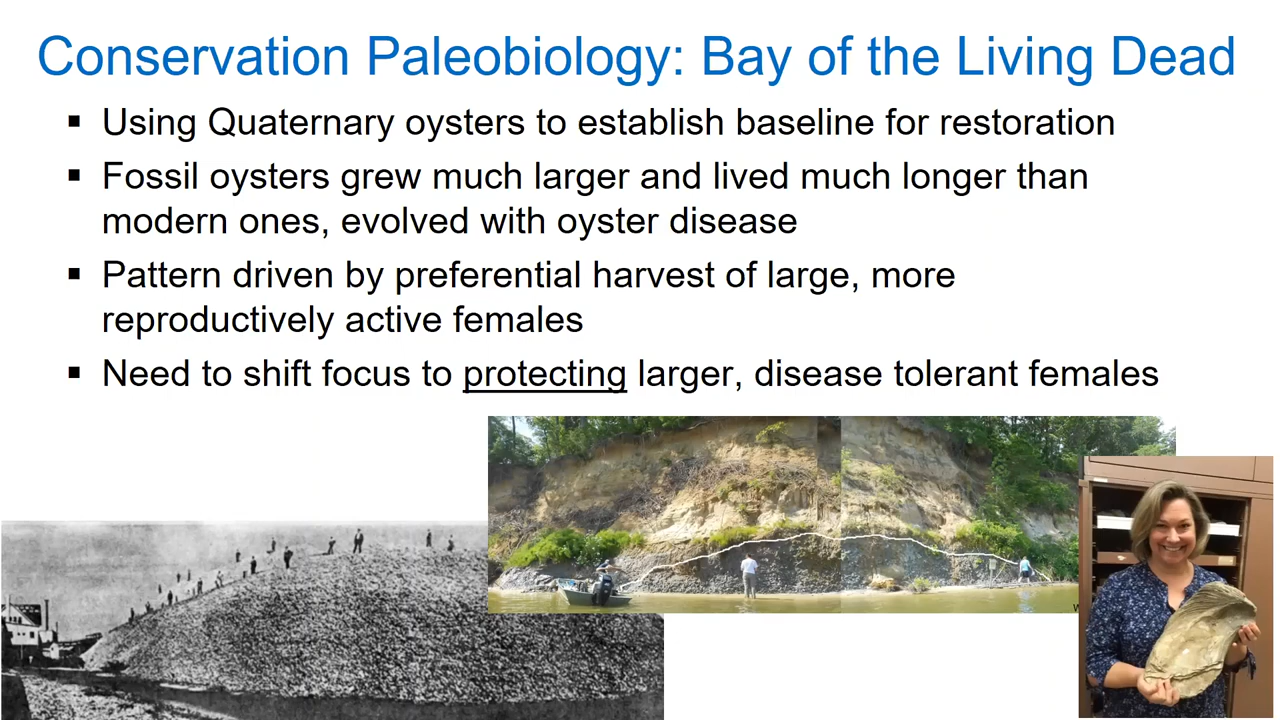 Conservation Paleobiology: Bay of the Living Dead
▪ Using Quaternary oysters to establish baseline for restoration
▪ Fossil oysters grew much larger and lived much longer than
modern ones, evolved with oyster disease
▪ Pattern driven by preferential harvest of large, more
reproductively active females
▪ Need to shift focus to protecting larger, disease tolerant females